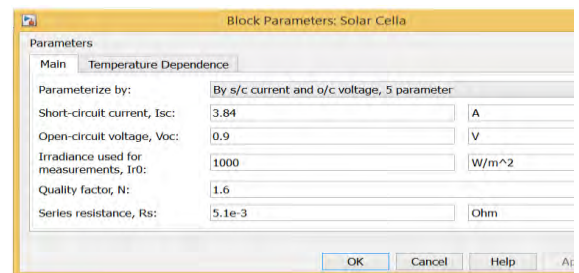 Block Parameters: Solar Cella
Parameters
Main Temperature Dependence
Parameterize by: By s/c current and o/c voltage, 5 parameter
Short-circuit current, Isc: 3.84 A
Open-circuit voltage, Voc: 0.9 V
Irradiance used for
measurements, Ir0: 1000 W/m^2
Quality factor, N: 1.6
Series resistance, Rs: 5.1e-3 Ohm
OK Cancel Help Ap